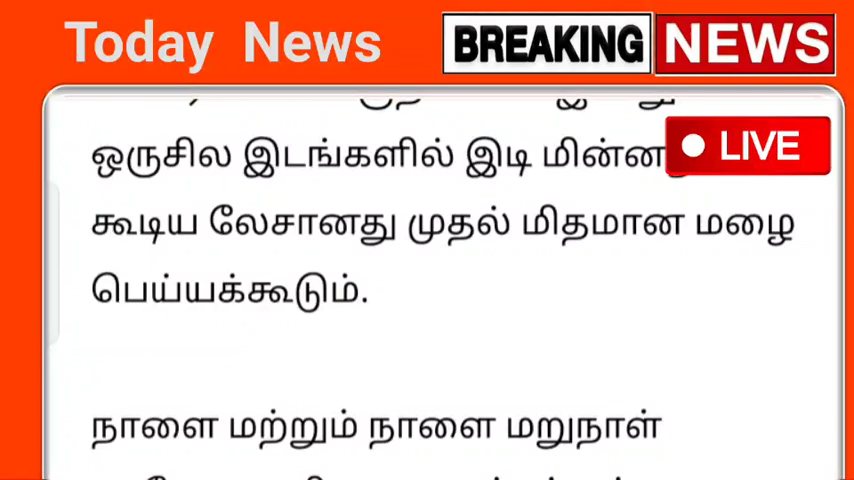 Today News
BREAKING NEWS
LIVE
ஒருசில இடங்களில் இடி
கூடிய லேசானது முதல் மிதமான மழை
பெய்யக்கூடும்.
நாளை மற்றும் நாளை மறுநாள்